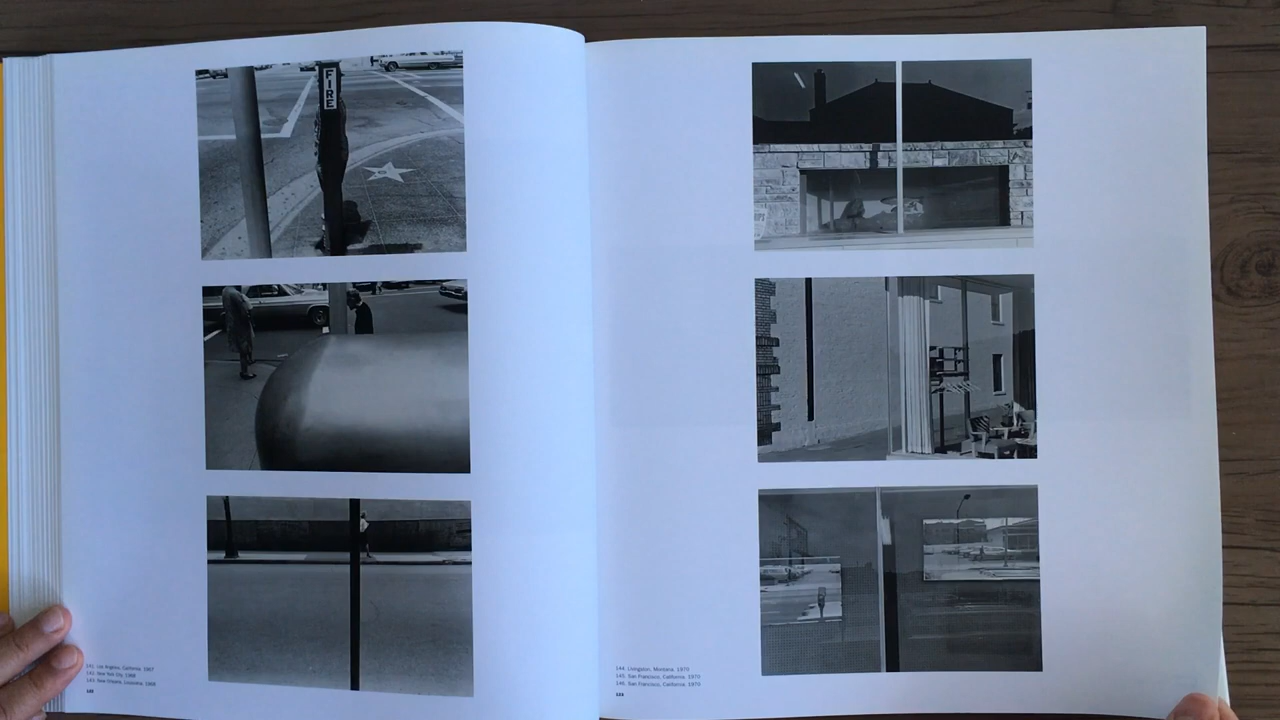 FIRE
141. Los Angeles, California. 1967
142. New York City. 1968
143. New Orleans, Louisiana. 1968
144. Livingston, Montana. 1970
145. San Francisco, California. 1970
146. San Francisco, California. 1970